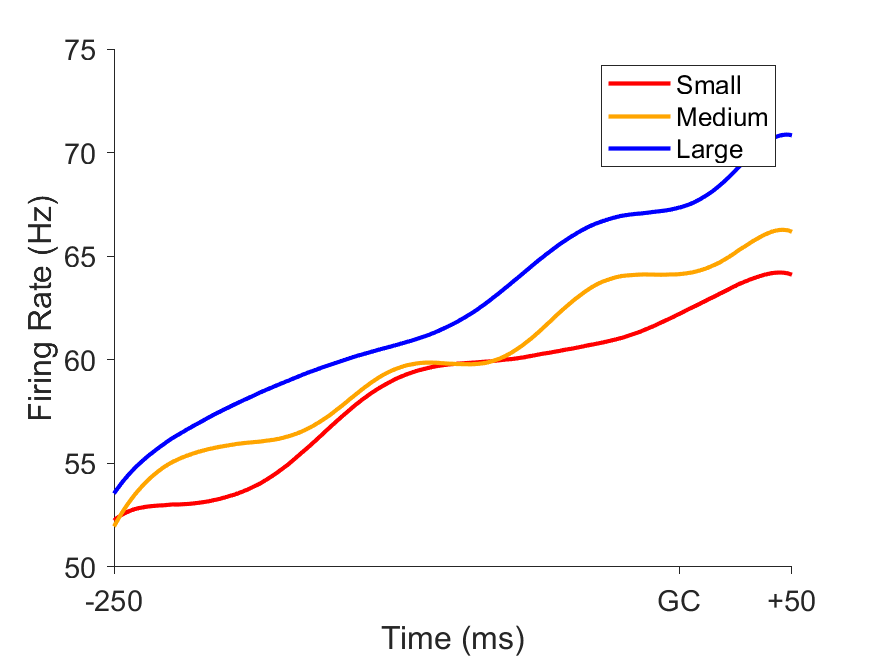 75
70
65
60
55
50
Firing Rate (Hz)
Small
Medium
Large
-250
GC
+50
Time (ms)